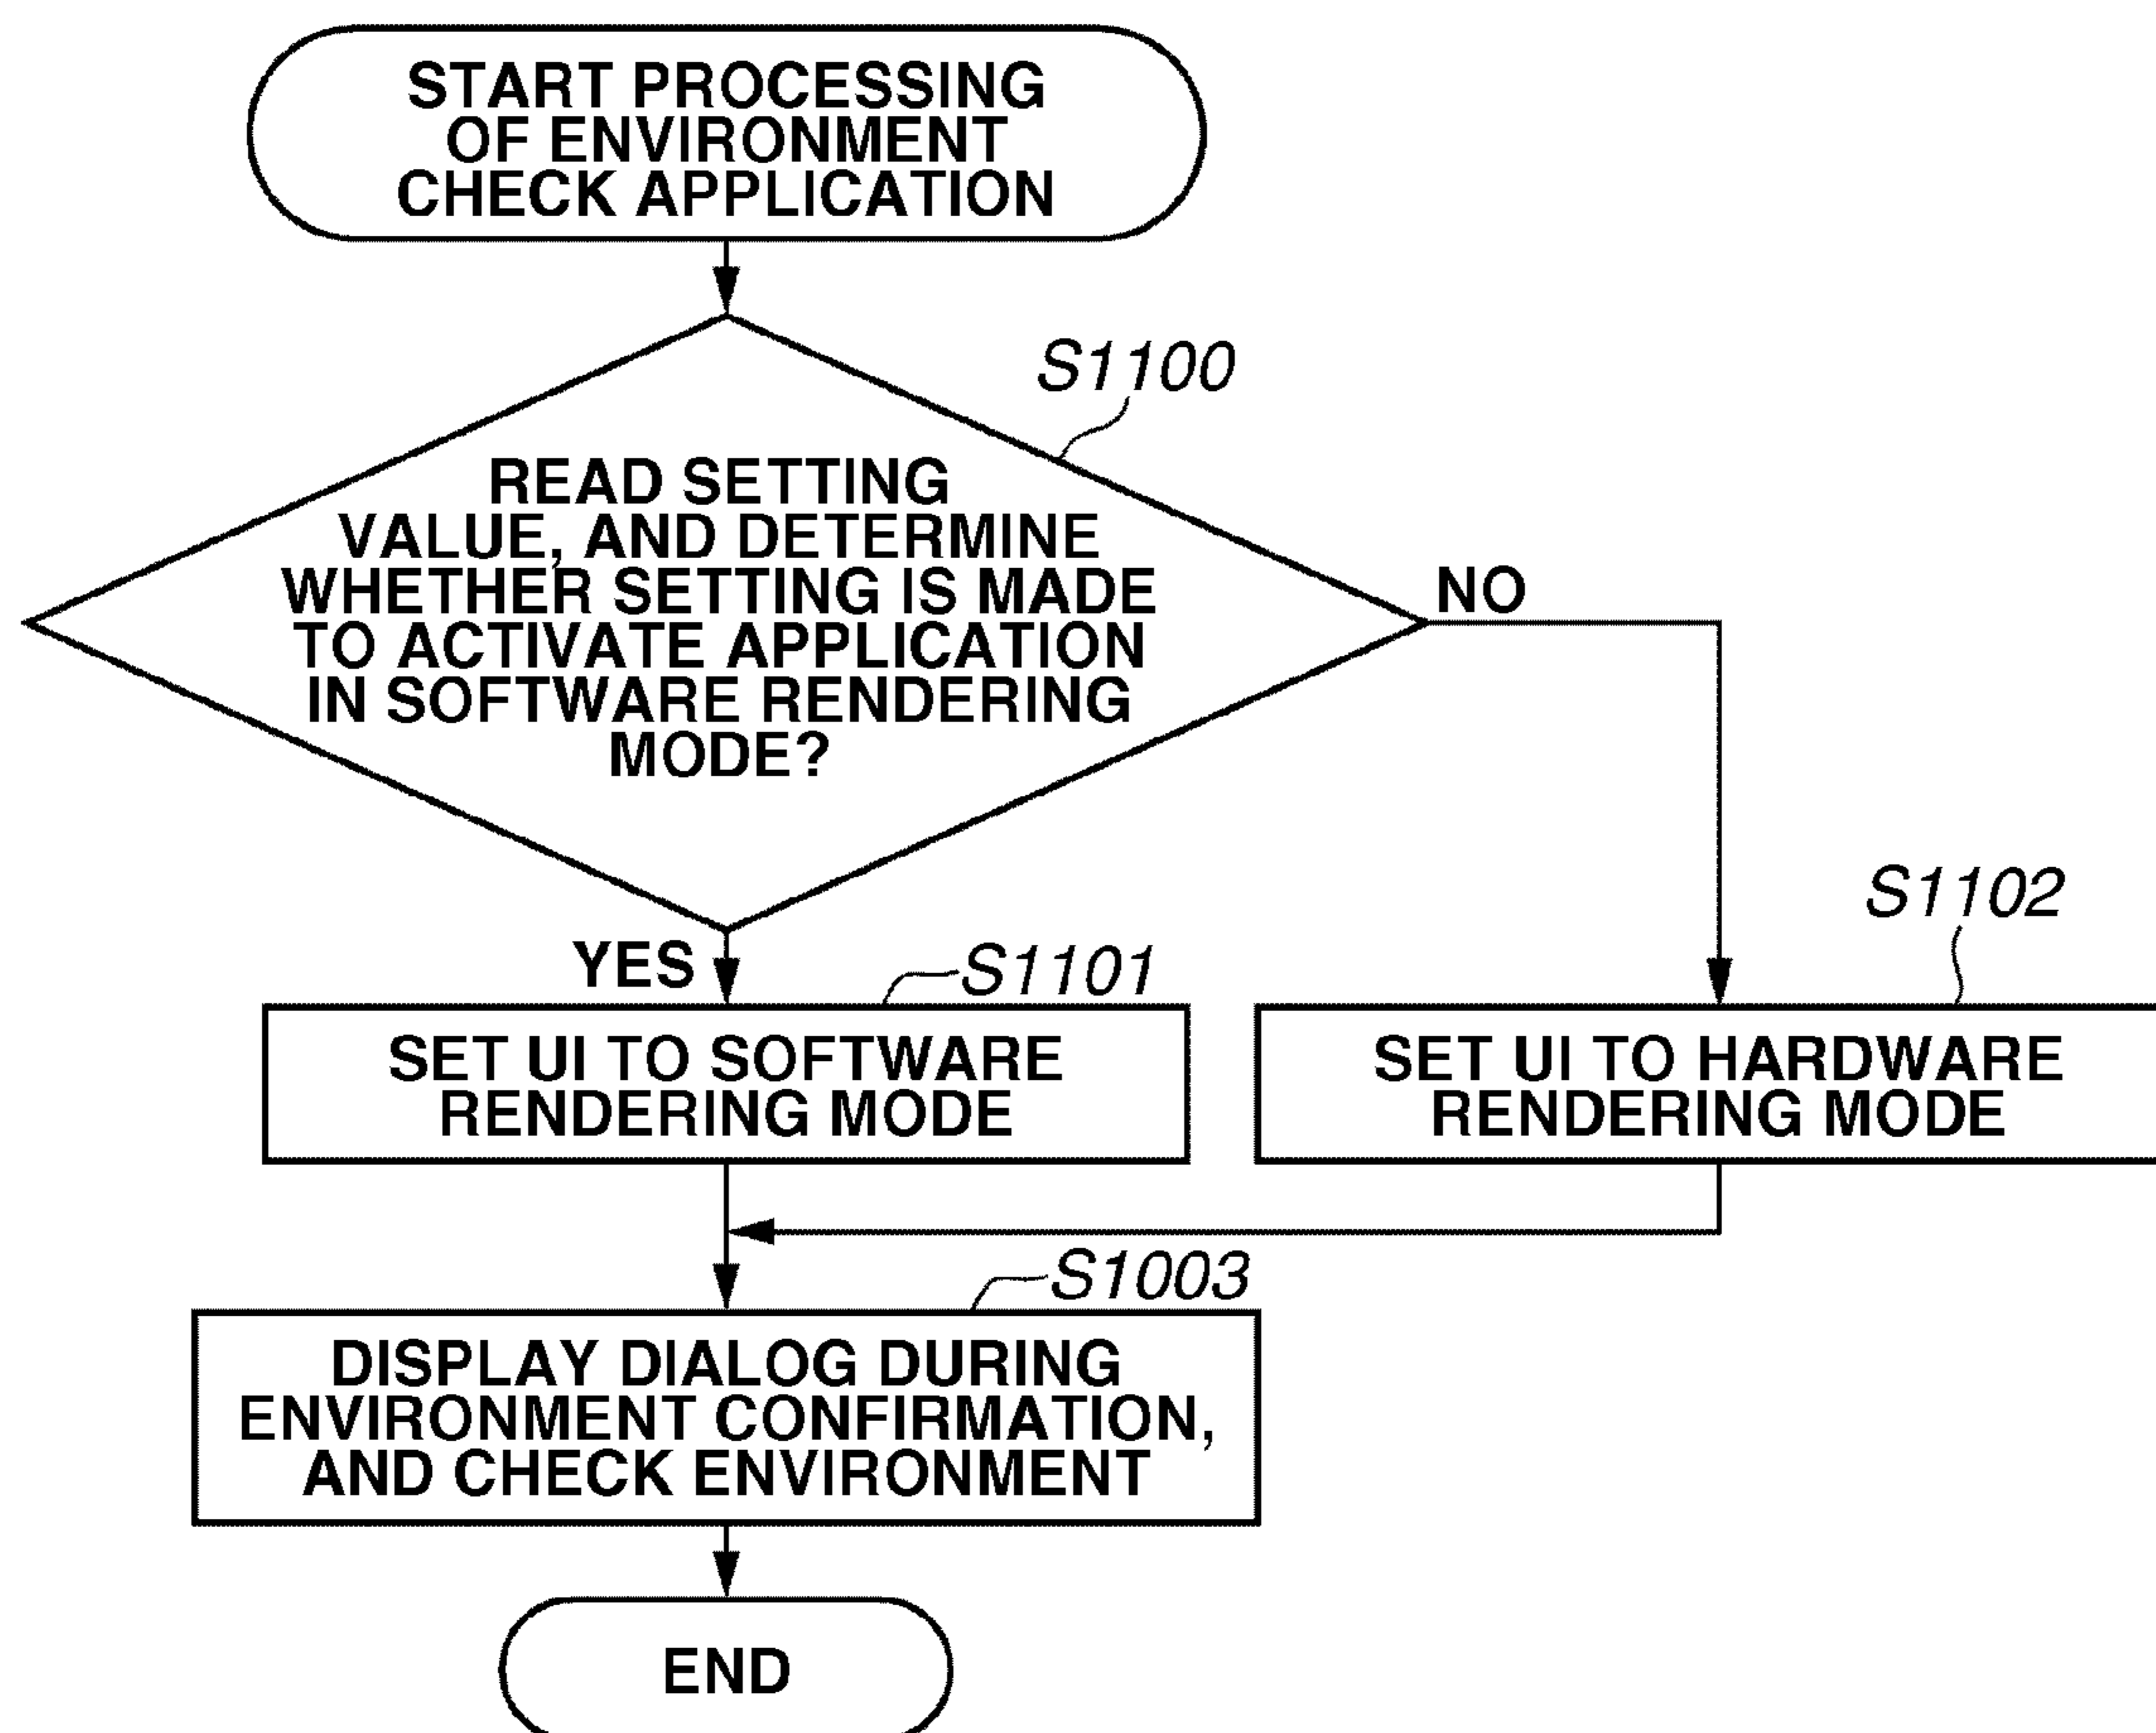 START PROCESSING
OF ENVIRONMENT
CHECK APPLICATION
S1100
READ SETTING
VALUE, AND DETERMINE
WHETHER SETTING IS MADE
TO ACTIVATE APPLICATION
IN SOFTWARE RENDERING
MODE?
NO
YES
S1101
S1102
SET UI TO SOFTWARE
RENDERING MODE
SET UI TO HARDWARE
RENDERING MODE
S1003
DISPLAY DIALOG DURING
ENVIRONMENT CONFIRMATION,
AND CHECK ENVIRONMENT
END